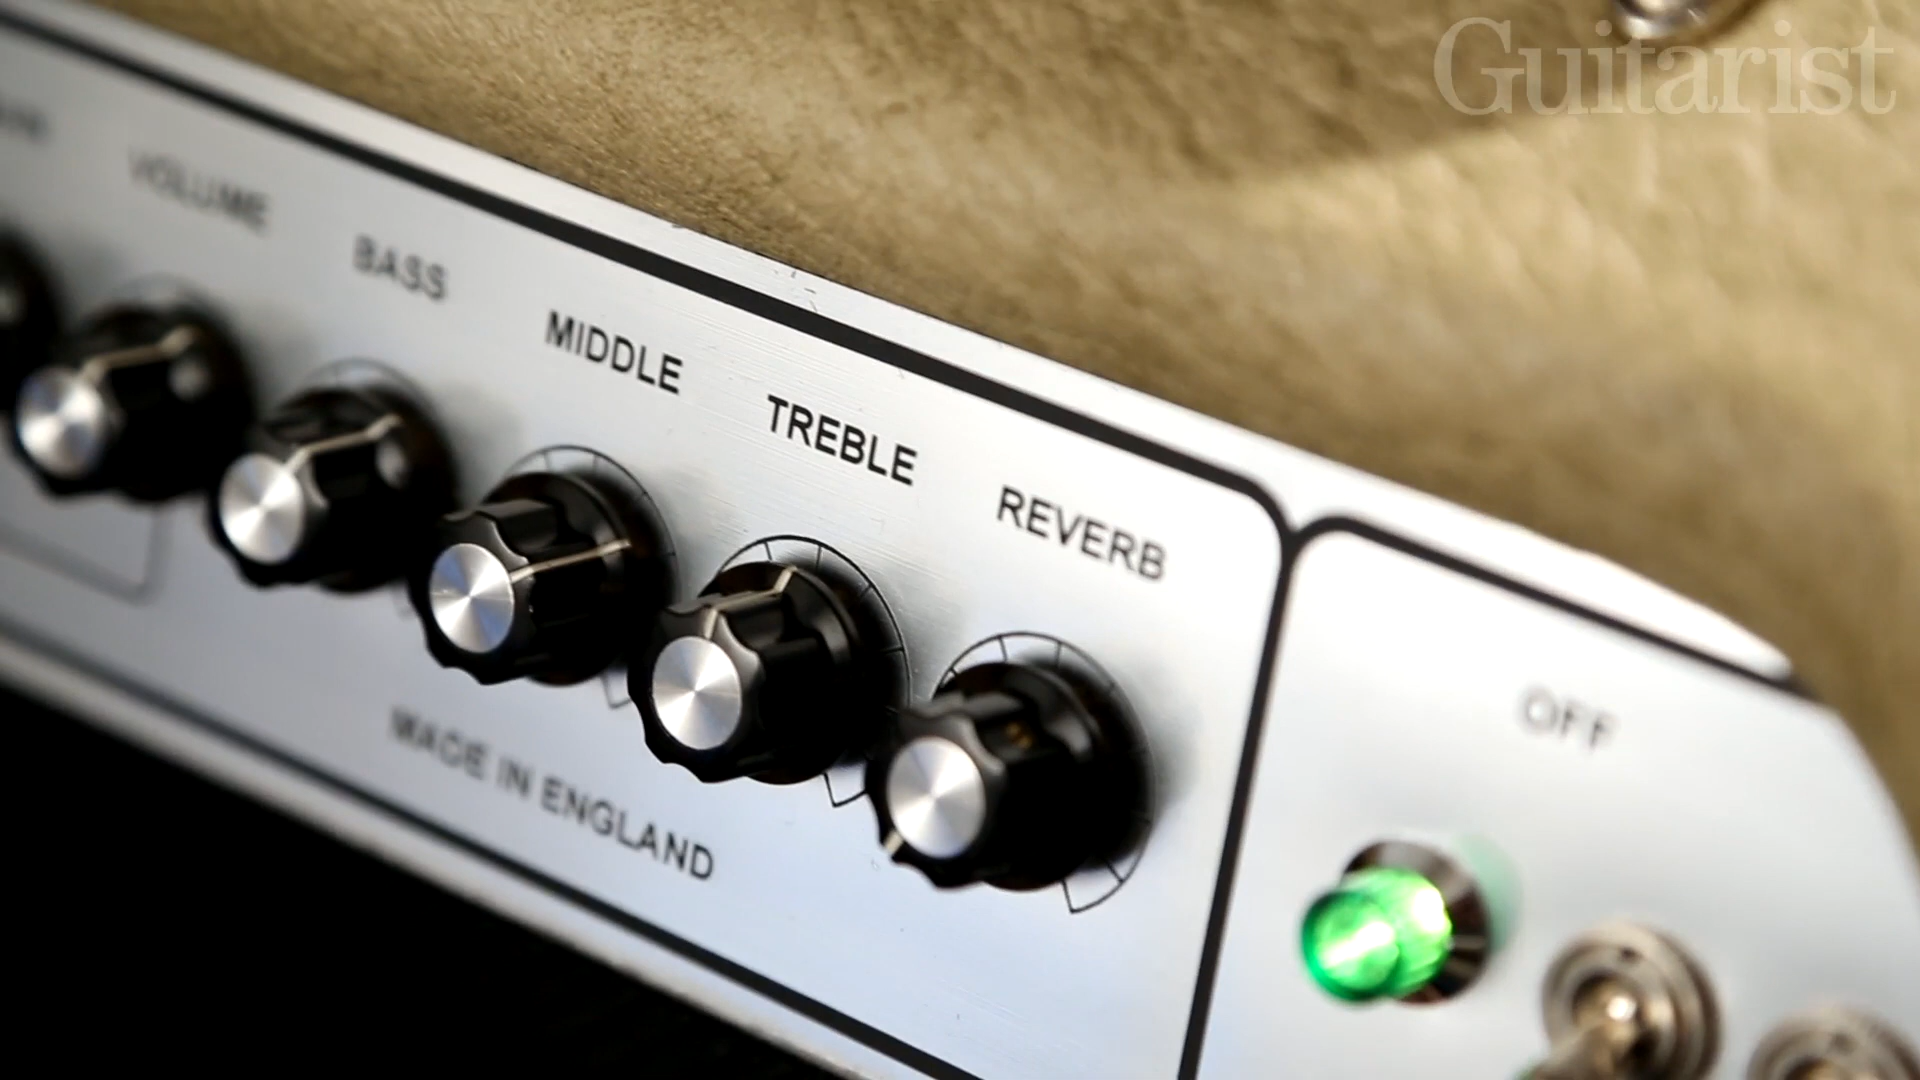 Guitarist
VOLUME
BASS
MIDDLE
TREBLE
REVERB
OFF
MADE IN ENGLAND